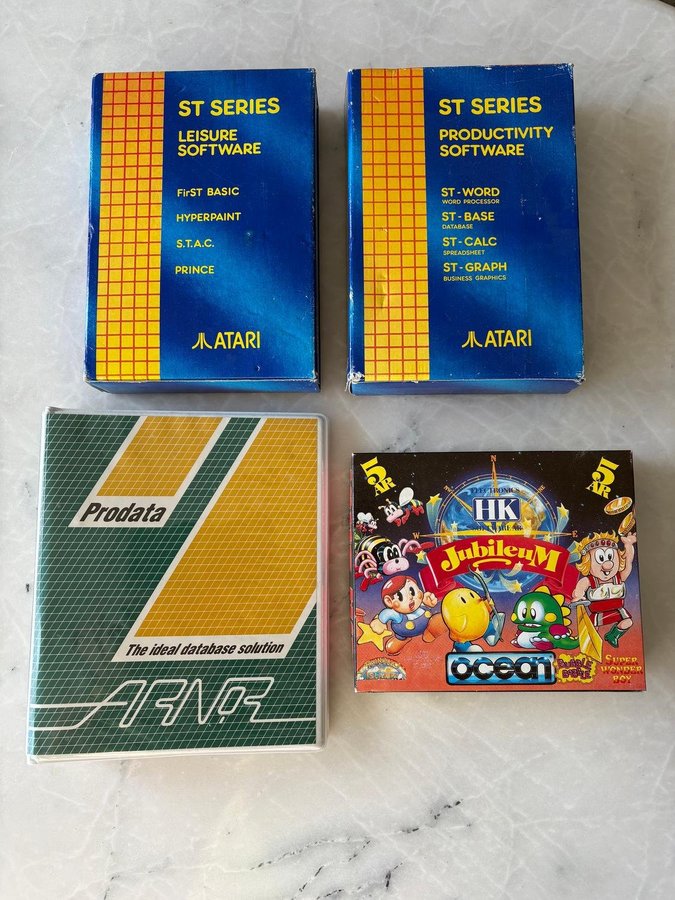 ST SERIES
LEISURE
SOFTWARE
FirST BASIC
HYPERPAINT
S.T.A.C.
PRINCE
ATARI
ST SERIES
PRODUCTIVITY
SOFTWARE
ST-WORD
WORD PROCESSOR
ST-BASE
DATABASE
ST-CALC
SPREADSHEET
ST-GRAPH
BUSINESS GRAPHICS
ATARI
Prodata
The ideal database solution
ARNOR
5
ÅR
5
ÅR
N
ELECTRONICS
HK
W
E
JubileuM
ocean
BUBBLE
BOBBLE
SUPER
WONDER
BOY